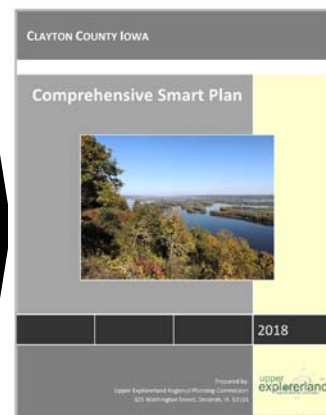 CLAYTON COUNTY IOWA
Comprehensive Smart Plan
2018
Prepared by:
Upper Explorerland Regional Planning Commission
325 Washington Street, Decorah, IA 52101
upper
explorerland